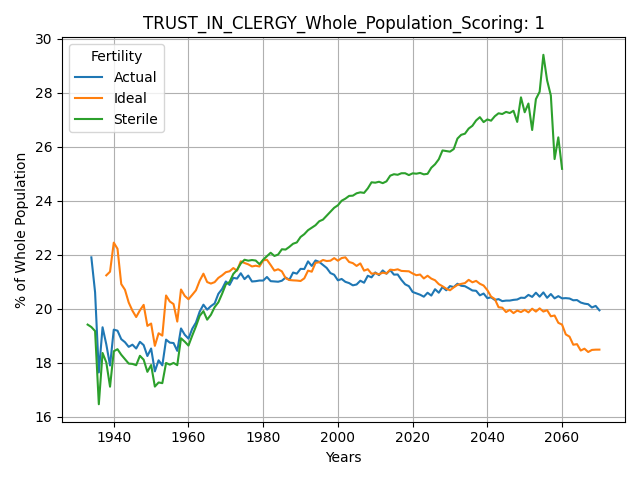 TRUST_IN_CLERGY_Whole_Population_Scoring: 1
30
28
26
24
22
20
18
16
% of Whole Population
Fertility
Actual
Ideal
Sterile
1940
1960
1980
2000
2020
2040
2060
Years